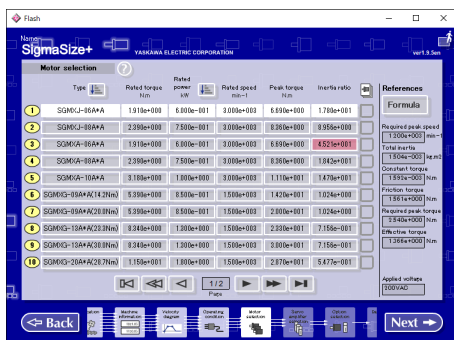 Flash
Name
SigmaSize+
YASKAWA ELECTRIC CORPORATION
ver1.9.5en
Motor selection
?
Type
Rated torque
N.m
Rated power
kW
Rated speed
min-1
Peak torque
N.m
Inertia ratio
1 SGMXJ-06A*A 1.910e+000 6.000e-001 3.000e+003 6.690e+000 1.780e+001
2 SGMXJ-08A*A 2.390e+000 7.500e-001 3.000e+003 8.360e+000 8.956e+000
3 SGMXA-06A*A 1.910e+000 6.000e-001 3.000e+003 6.690e+000 4.521e+001
4 SGMXA-08A*A 2.390e+000 7.500e-001 3.000e+003 8.360e+000 1.842e+001
5 SGMXA-10A*A 3.180e+000 1.000e+000 3.000e+003 1.110e+001 1.470e+001
6 SGMXG-09A*A(14.2Nm) 5.390e+000 8.500e-001 1.500e+003 1.420e+001 1.024e+000
7 SGMXG-09A*A(20.0Nm) 5.390e+000 8.500e-001 1.500e+003 2.000e+001 1.024e+000
8 SGMXG-13A*A(23.3Nm) 8.340e+000 1.300e+000 1.500e+003 2.330e+001 7.156e-001
9 SGMXG-13A*A(30.0Nm) 8.340e+000 1.300e+000 1.500e+003 3.000e+001 7.156e-001
10 SGMXG-20A*A(28.7Nm) 1.150e+001 1.800e+000 1.500e+003 2.870e+001 5.477e-001
1/2
Page
References
Formula
Required peak speed
1.200e+003 min-1
Total inertia
1.504e-003 kg.m2
Constant torque
1.592e-003 N.m
Friction torque
1.561e+000 N.m
Required peak torque
2.540e+000 N.m
Effective torque
1.366e+000 N.m
Applied voltage
200VAC
Back
Machine information
Velocity diagram
Operating condition
Motor selection
Servo amplifier selection
Option selection
Next